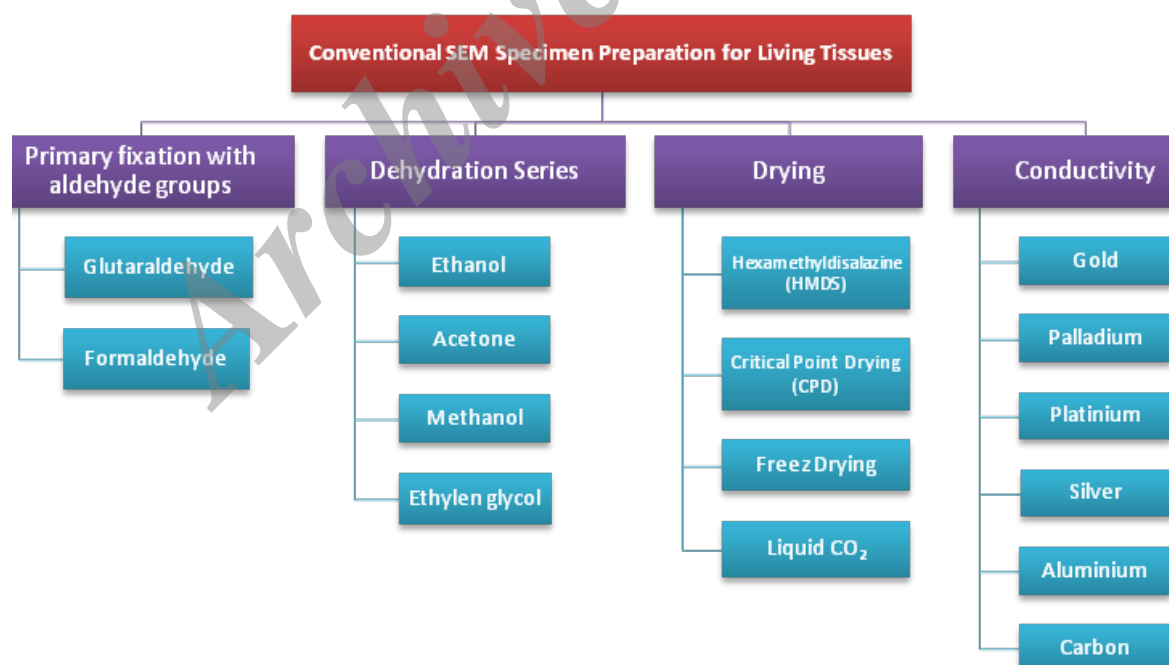 Conventional SEM Specimen Preparation for Living Tissues
Primary fixation with
aldehyde groups
Glutaraldehyde
Formaldehyde
Dehydration Series
Ethanol
Acetone
Methanol
Ethylen glycol
Drying
Hexamethyldisalazine
(HMDS)
Critical Point Drying
(CPD)
Freez Drying
Liquid CO₂
Conductivity
Gold
Palladium
Platinium
Silver
Aluminium
Carbon
Archive